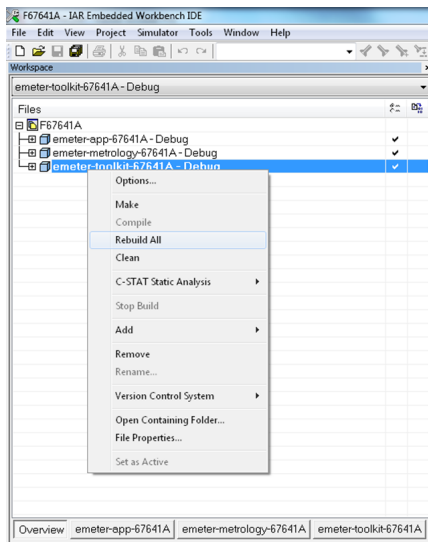 F67641A - IAR Embedded Workbench IDE
File Edit View Project Simulator Tools Window Help
Workspace
emeter-toolkit-67641A - Debug
Files
F67641A
emeter-app-67641A - Debug
emeter-metrology-67641A - Debug
emeter-toolkit-67641A - Debug
Options...
Make
Compile
Rebuild All
Clean
C-STAT Static Analysis
Stop Build
Add
Remove
Rename...
Version Control System
Open Containing Folder...
File Properties...
Set as Active
Overview emeter-app-67641A emeter-metrology-67641A emeter-toolkit-67641A